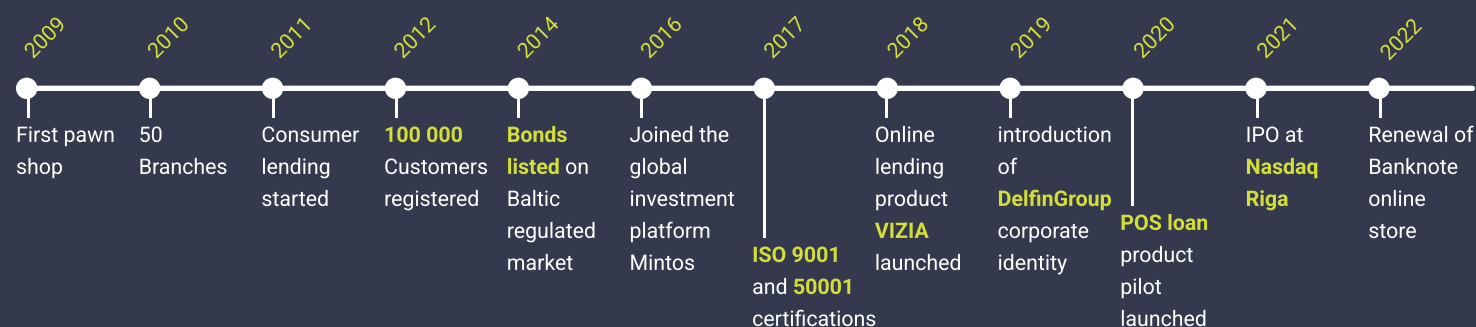 2009
2010
2011
2012
2014
2016
2017
2018
2019
2020
2021
2022
First pawn
shop
50
Branches
Consumer
lending
started
100 000
Customers
registered
Bonds
listed on
Baltic
regulated
market
Joined the
global
investment
platform
Mintos
ISO 9001
and 50001
certifications
Online
lending
product
VIZIA
launched
introduction
of
DelfinGroup
corporate
identity
POS loan
product
pilot
launched
IPO at
Nasdaq
Riga
Renewal of
Banknote
online
store